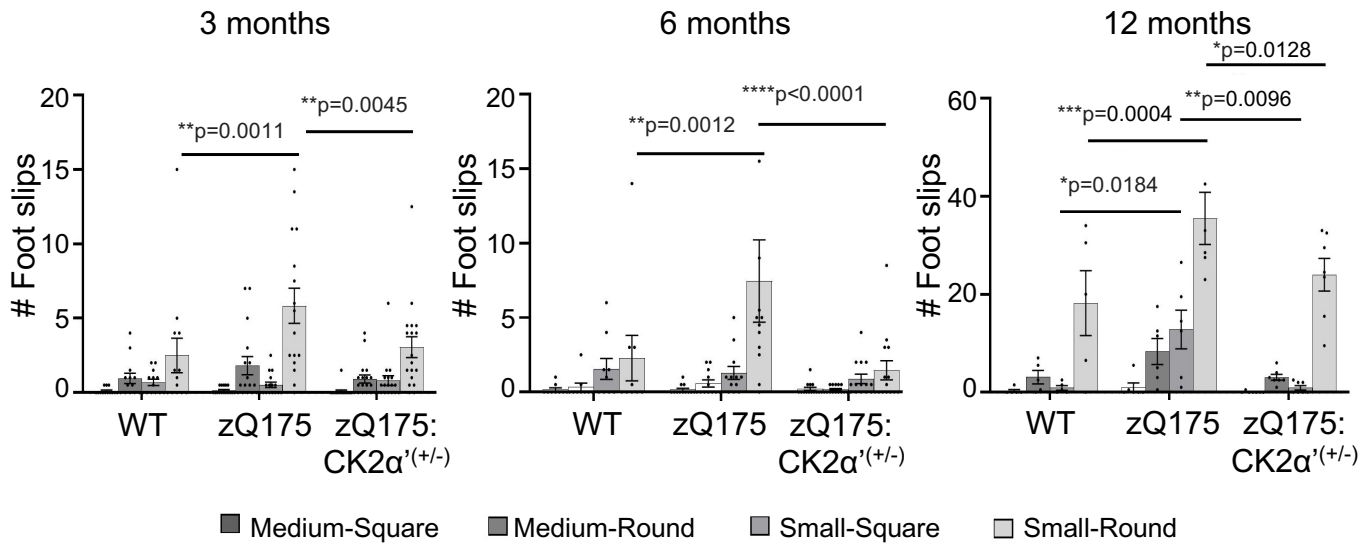 3 months
6 months
12 months
# Foot slips
20
15
10
5
0
**p=0.0011
**p=0.0045
WT
zQ175
zQ175:
CK2α’(+/-)
# Foot slips
20
15
10
5
0
**p=0.0012
****p<0.0001
WT
zQ175
zQ175:
CK2α’(+/-)
# Foot slips
60
40
20
0
*p=0.0128
***p=0.0004
**p=0.0096
*p=0.0184
WT
zQ175
zQ175:
CK2α’(+/-)
Medium-Square
Medium-Round
Small-Square
Small-Round